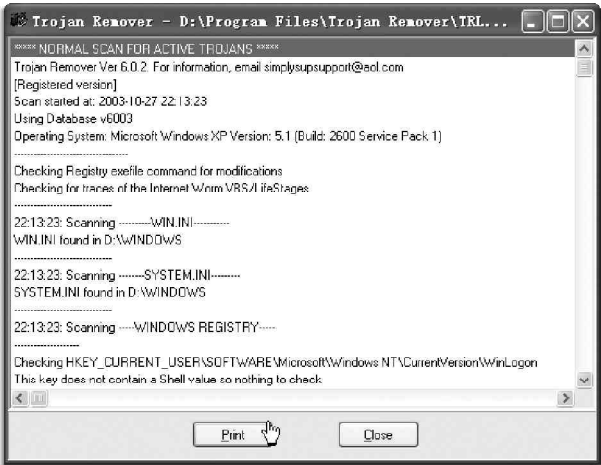 Trojan Remover - D:\Program Files\Trojan Remover\TRL...
***** NORMAL SCAN FOR ACTIVE TROJANS *****
Trojan Remover Ver 6.0.2. For information, email simplysupsupport@aol.com
[Registered version]
Scan started at: 2003-10-27 22:13:23
Using Database v6003
Operating System: Microsoft Windows XP Version: 5.1 (Build: 2600 Service Pack 1)
----------------------------------
Checking Registry exefile command for modifications
Checking for traces of the Internet Worm VBS/LifeStages
-----------------------------
22:13:23: Scanning ---------WIN.INI----------
WIN.INI found in D:\WINDOWS
-----------------------------
22:13:23: Scanning -------SYSTEM.INI--------
SYSTEM.INI found in D:\WINDOWS
-----------------------------
22:13:23: Scanning -----WINDOWS REGISTRY-----
-------------------
Checking HKEY_CURRENT_USER\SOFTWARE\Microsoft\Windows NT\CurrentVersion\WinLogon
This key does not contain a Shell value so nothing to check
Print
Close